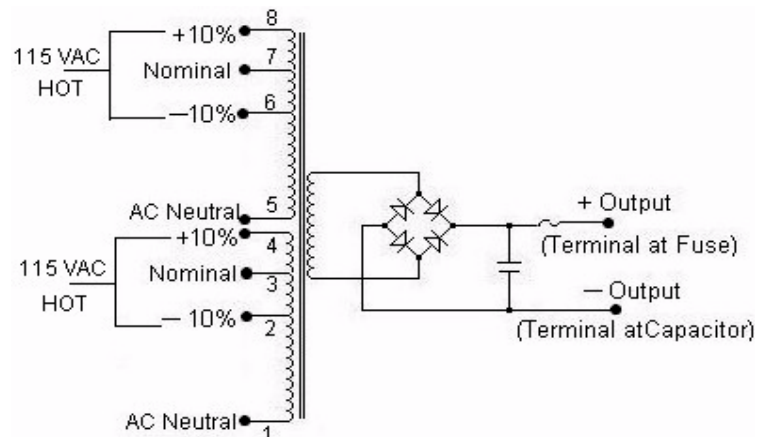 8
+10%
115 VAC
HOT
7
Nominal
6
—10%
5
AC Neutral
+10%
4
115 VAC
HOT
Nominal
3
— 10%
2
AC Neutral
1
+ Output
(Terminal at Fuse)
— Output
(Terminal atCapacitor)